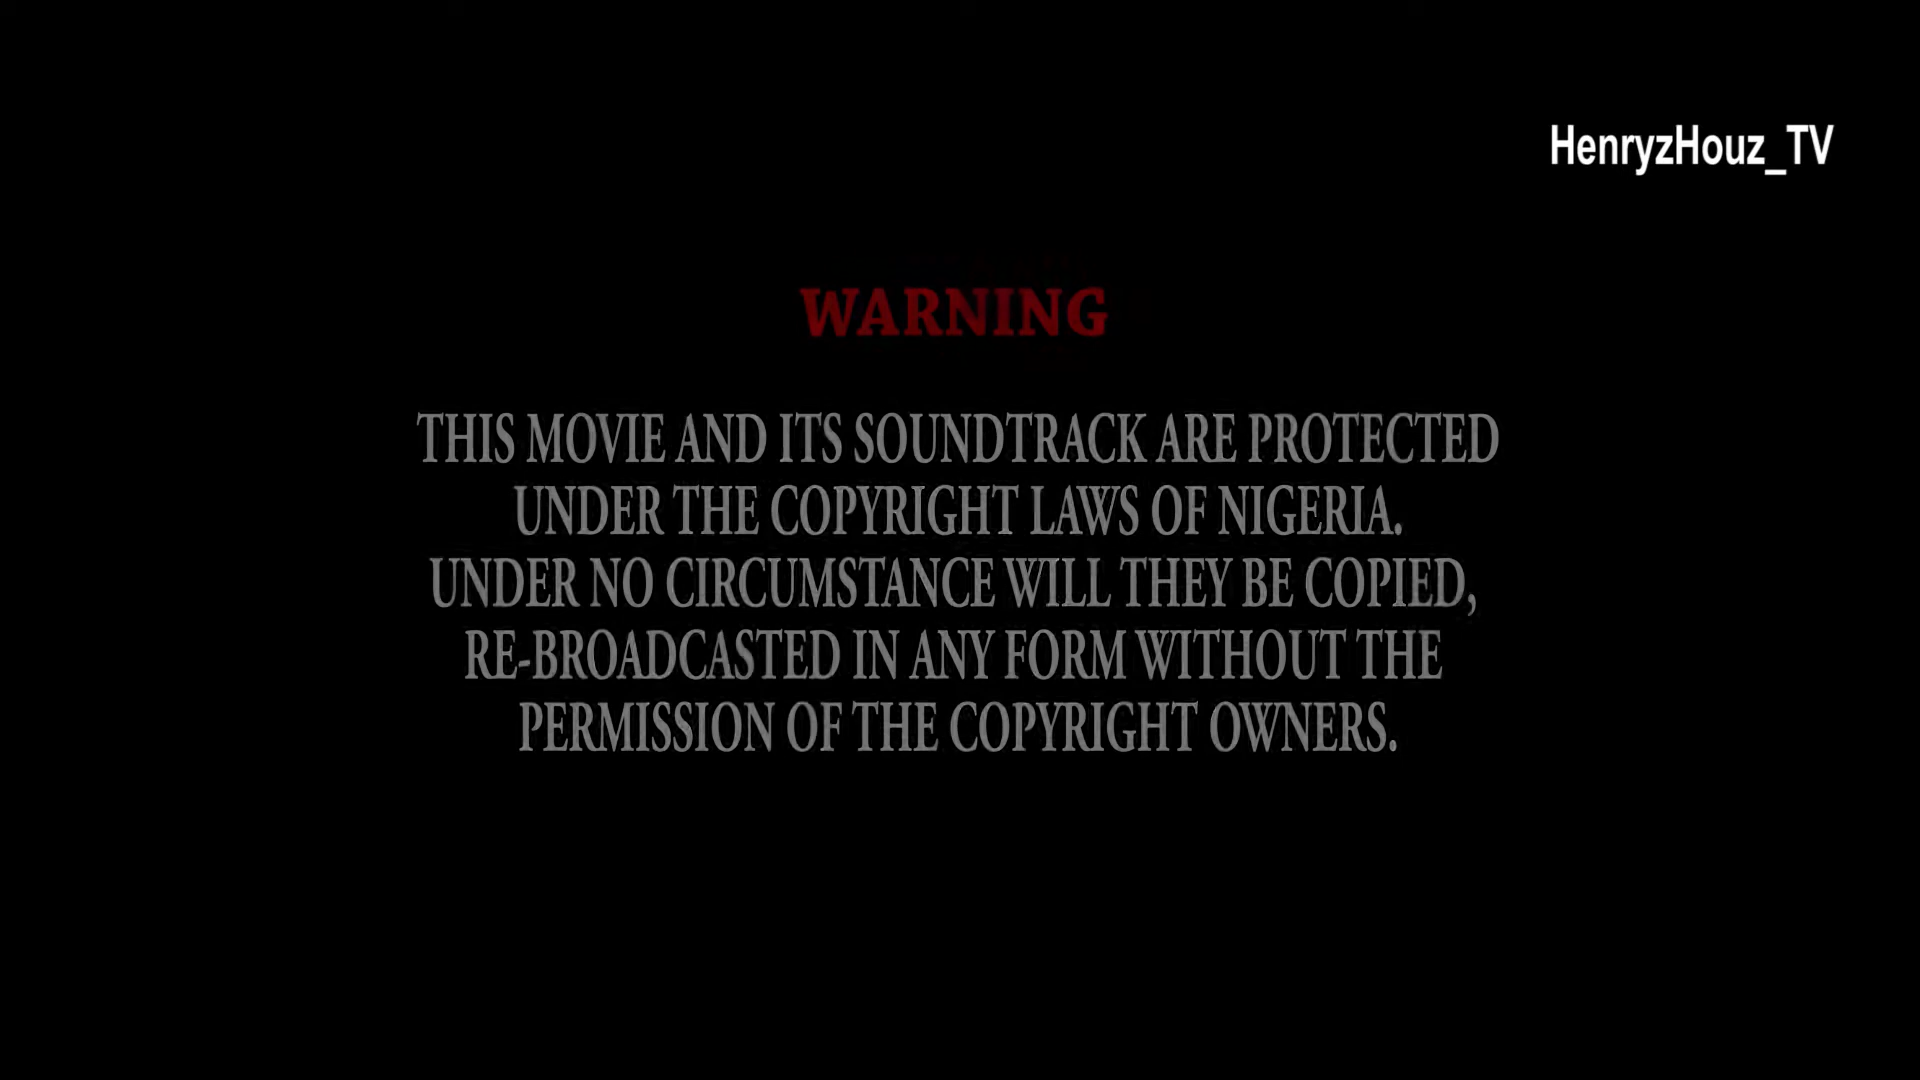 HenryzHouz_TV
WARNING
THIS MOVIE AND ITS SOUNDTRACK ARE PROTECTED
UNDER THE COPYRIGHT LAWS OF NIGERIA.
UNDER NO CIRCUMSTANCE WILL THEY BE COPIED,
RE-BROADCASTED IN ANY FORM WITHOUT THE
PERMISSION OF THE COPYRIGHT OWNERS.